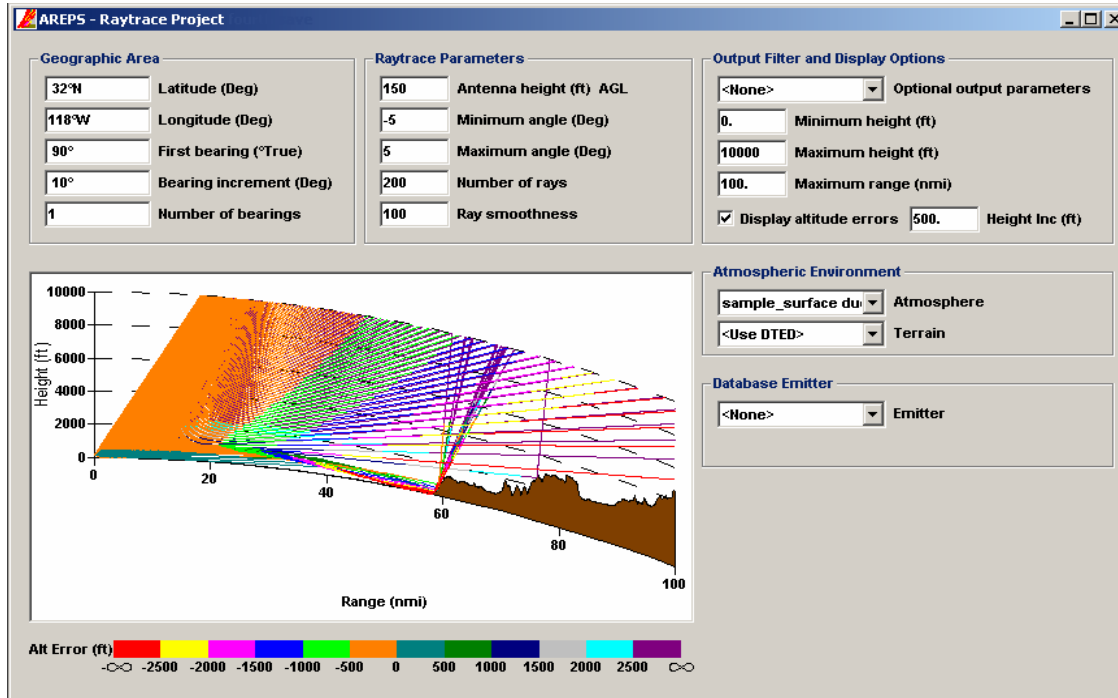 AREPS - Raytrace Project
Geographic Area
32°N Latitude (Deg)
118°W Longitude (Deg)
90° First bearing (°True)
10° Bearing increment (Deg)
1 Number of bearings
Raytrace Parameters
150 Antenna height (ft) AGL
-5 Minimum angle (Deg)
5 Maximum angle (Deg)
200 Number of rays
100 Ray smoothness
Output Filter and Display Options
<None> Optional output parameters
0. Minimum height (ft)
10000 Maximum height (ft)
100. Maximum range (nmi)
Display altitude errors 500. Height Inc (ft)
Atmospheric Environment
sample_surface du Atmosphere
<Use DTED> Terrain
Database Emitter
<None> Emitter
Height (ft)
10000
8000
6000
4000
2000
0
0 20 40 60 80 100
Range (nmi)
Alt Error (ft)
-∞ -2500 -2000 -1500 -1000 -500 0 500 1000 1500 2000 2500 ∞